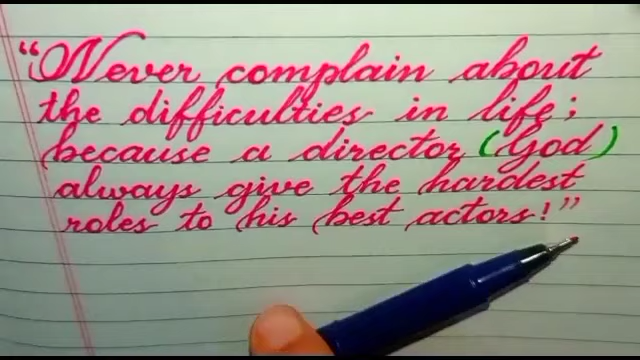 “Never complain about
the difficulties in life;
because a director (God)
always give the hardest
roles to his best actors!”